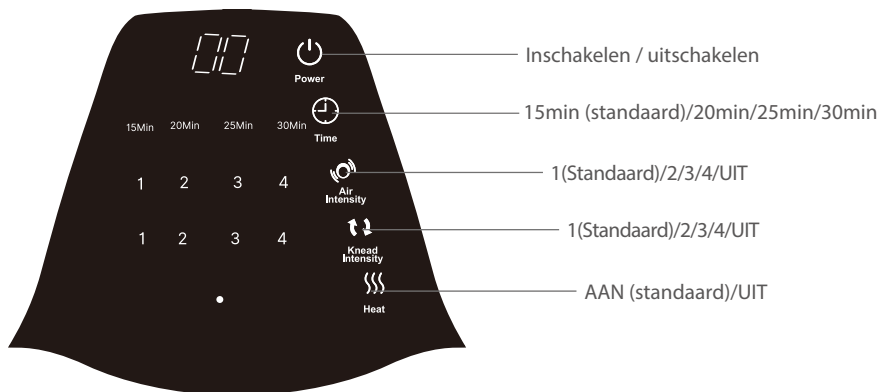 00
Power
Inschakelen / uitschakelen
15Min 20Min 25Min 30Min
Time
15min (standaard)/20min/25min/30min
1 2 3 4
Air
Intensity
1(Standaard)/2/3/4/UIT
1 2 3 4
Knead
Intensity
1(Standaard)/2/3/4/UIT
Heat
AAN (standaard)/UIT